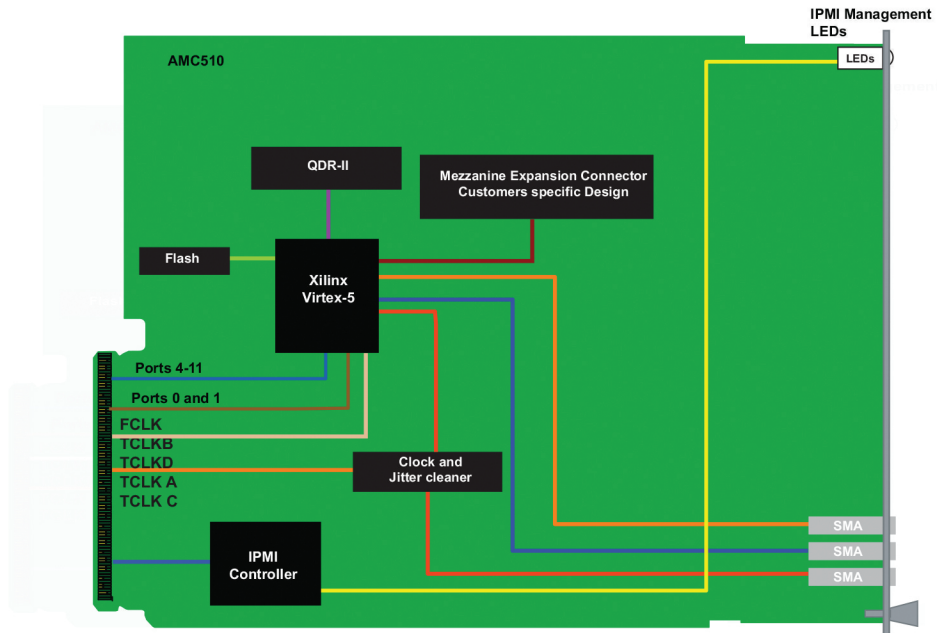 IPMI Management
LEDs
LEDs
AMC510
QDR-II
Mezzanine Expansion Connector
Customers specific Design
Flash
Xilinx
Virtex-5
Ports 4-11
Ports 0 and 1
FCLK
TCLKB
TCLKD
TCLK A
TCLK C
Clock and
Jitter cleaner
IPMI
Controller
SMA
SMA
SMA